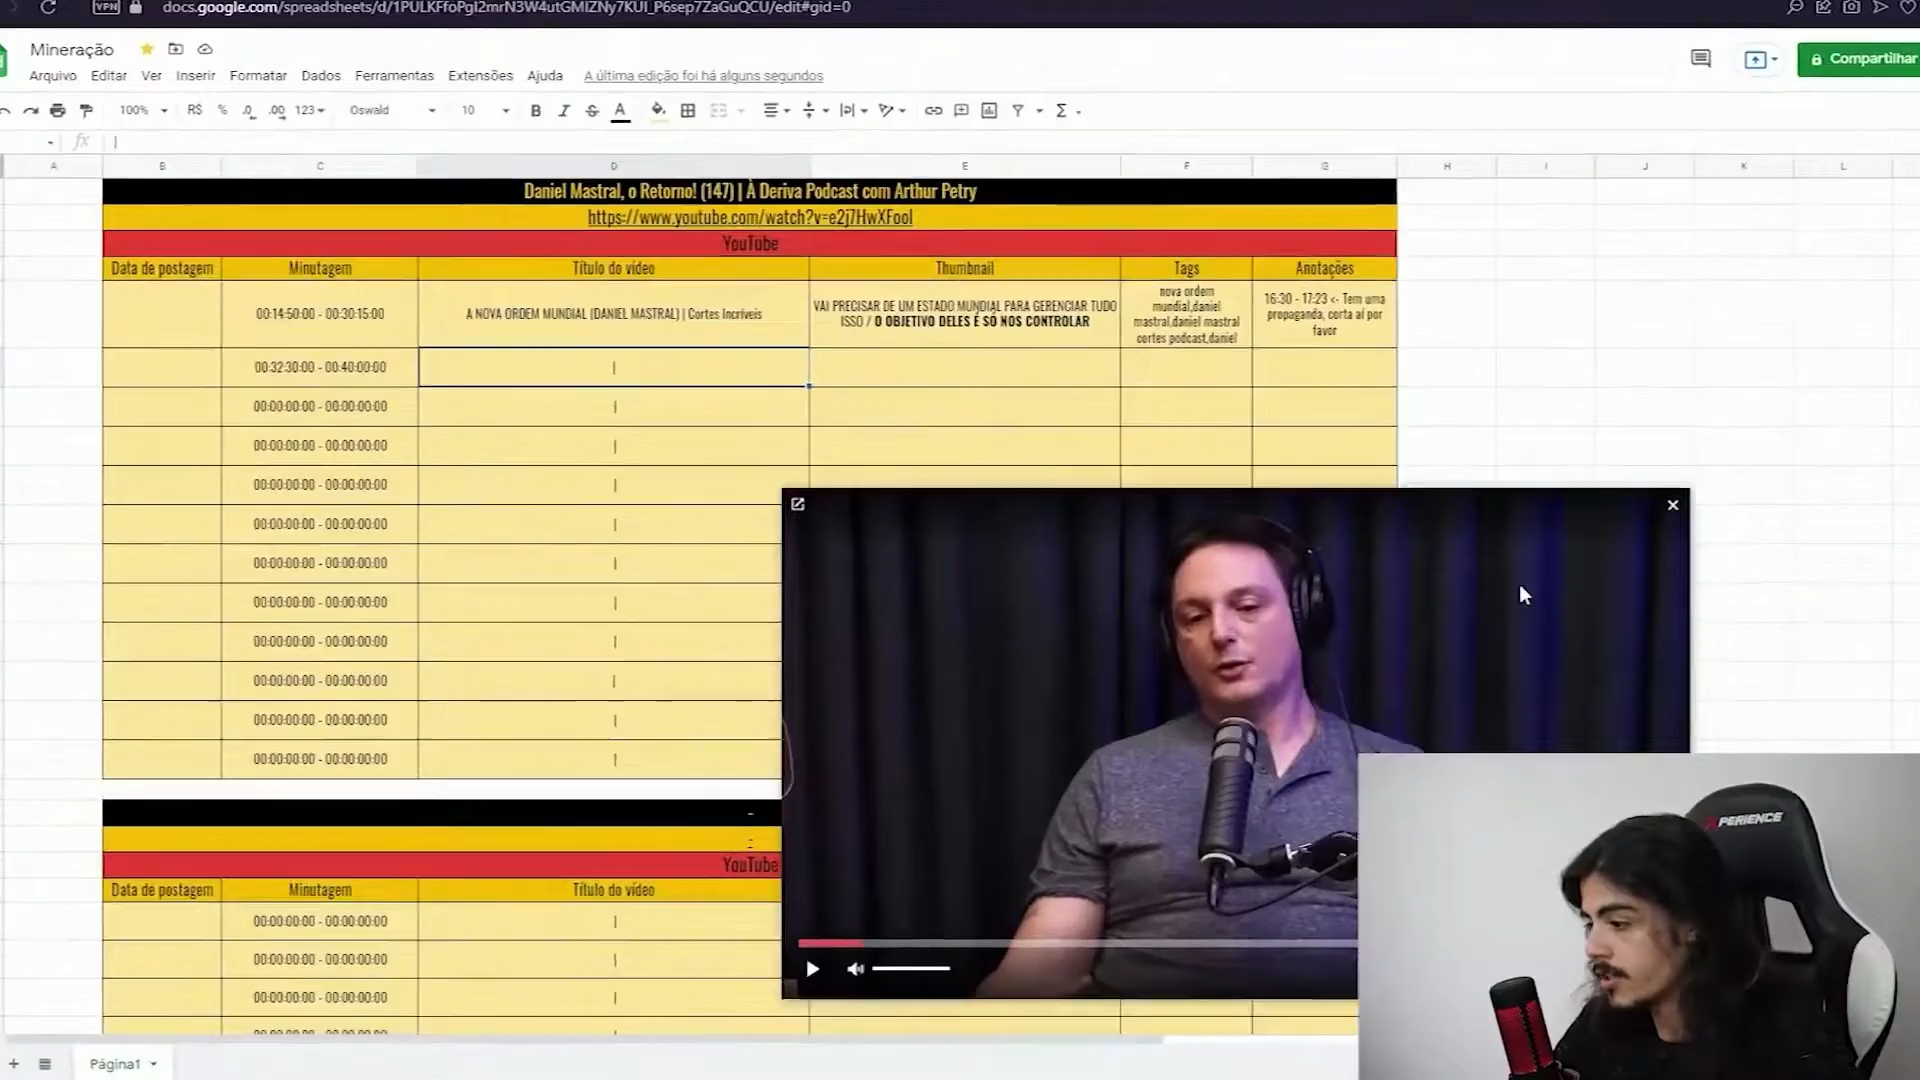 VPN docs.google.com/spreadsheets/d/1PULKFfoPgI2mrN3W4utGMIZNy7KUI_P6sep7ZaGuQCU/edit#gid=0
Mineração
Arquivo Editar Ver Inserir Formatar Dados Ferramentas Extensões Ajuda A última edição foi há alguns segundos
Compartilhar
100% R$ % .0 .00 123 Oswald 10 B I S A Σ
fx |
A B C D E F G H I J K L
Daniel Mastral, o Retorno! (147) | À Deriva Podcast com Arthur Petry
https://www.youtube.com/watch?v=e2j7HwXFooI
YouTube
Data de postagem Minutagem Título do vídeo Thumbnail Tags Anotações
00:14:50:00 - 00:30:15:00
A NOVA ORDEM MUNDIAL (DANIEL MASTRAL) | Cortes Incríveis
VAI PRECISAR DE UM ESTADO MUNDIAL PARA GERENCIAR TUDO
ISSO / O OBJETIVO DELES É SÓ NOS CONTROLAR
nova ordem
mundial,daniel
mastral,daniel mastral
cortes podcast,daniel
16:30 - 17:23 <- Tem uma
propaganda, corta aí por
favor
00:32:30:00 - 00:40:00:00 |
00:00:00:00 - 00:00:00:00 |
00:00:00:00 - 00:00:00:00 |
00:00:00:00 - 00:00:00:00 |
00:00:00:00 - 00:00:00:00 |
00:00:00:00 - 00:00:00:00 |
00:00:00:00 - 00:00:00:00 |
00:00:00:00 - 00:00:00:00 |
00:00:00:00 - 00:00:00:00 |
00:00:00:00 - 00:00:00:00 |
00:00:00:00 - 00:00:00:00 |
-
-
YouTube
Data de postagem Minutagem Título do vídeo
00:00:00:00 - 00:00:00:00 |
00:00:00:00 - 00:00:00:00 |
00:00:00:00 - 00:00:00:00 |
00:00:00:00 - 00:00:00:00 |
XPERIENCE
Página1